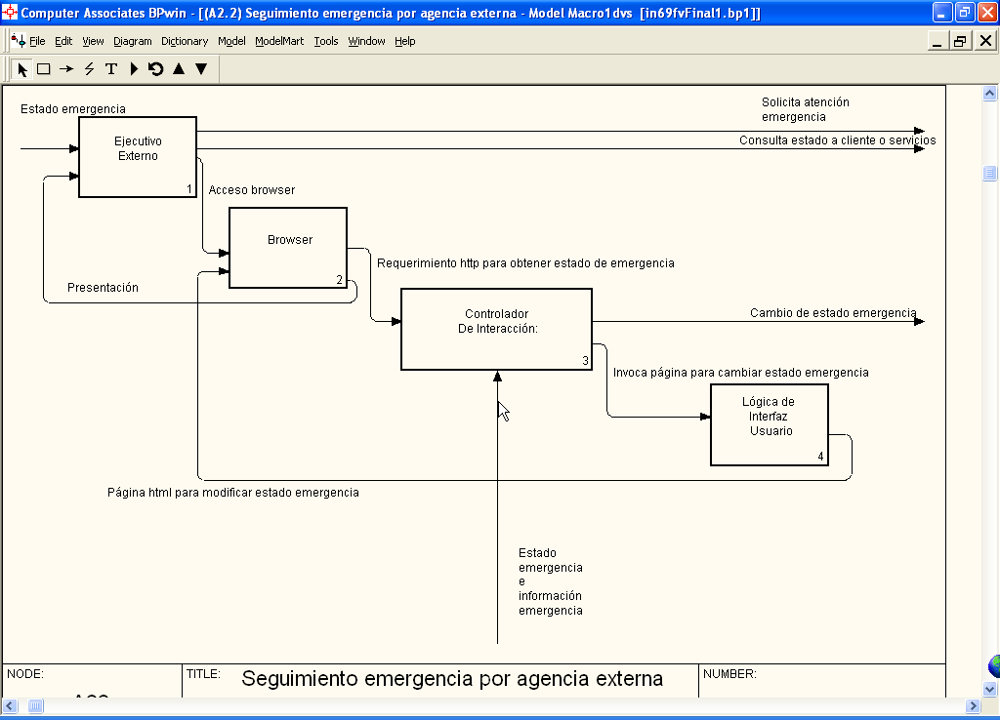 Computer Associates BPwin - [(A2.2) Seguimiento emergencia por agencia externa - Model Macro1dvs [in69fvFinal1.bp1]]
File Edit View Diagram Dictionary Model ModelMart Tools Window Help
Estado emergencia
Solicita atención
emergencia
Ejecutivo
Externo
1
Consulta estado a cliente o servicios
Acceso browser
Browser
2
Requerimiento http para obtener estado de emergencia
Presentación
Controlador
De Interacción:
3
Cambio de estado emergencia
Invoca página para cambiar estado emergencia
Lógica de
Interfaz
Usuario
4
Página html para modificar estado emergencia
Estado
emergencia
e
información
emergencia
NODE:
TITLE:
Seguimiento emergencia por agencia externa
NUMBER: